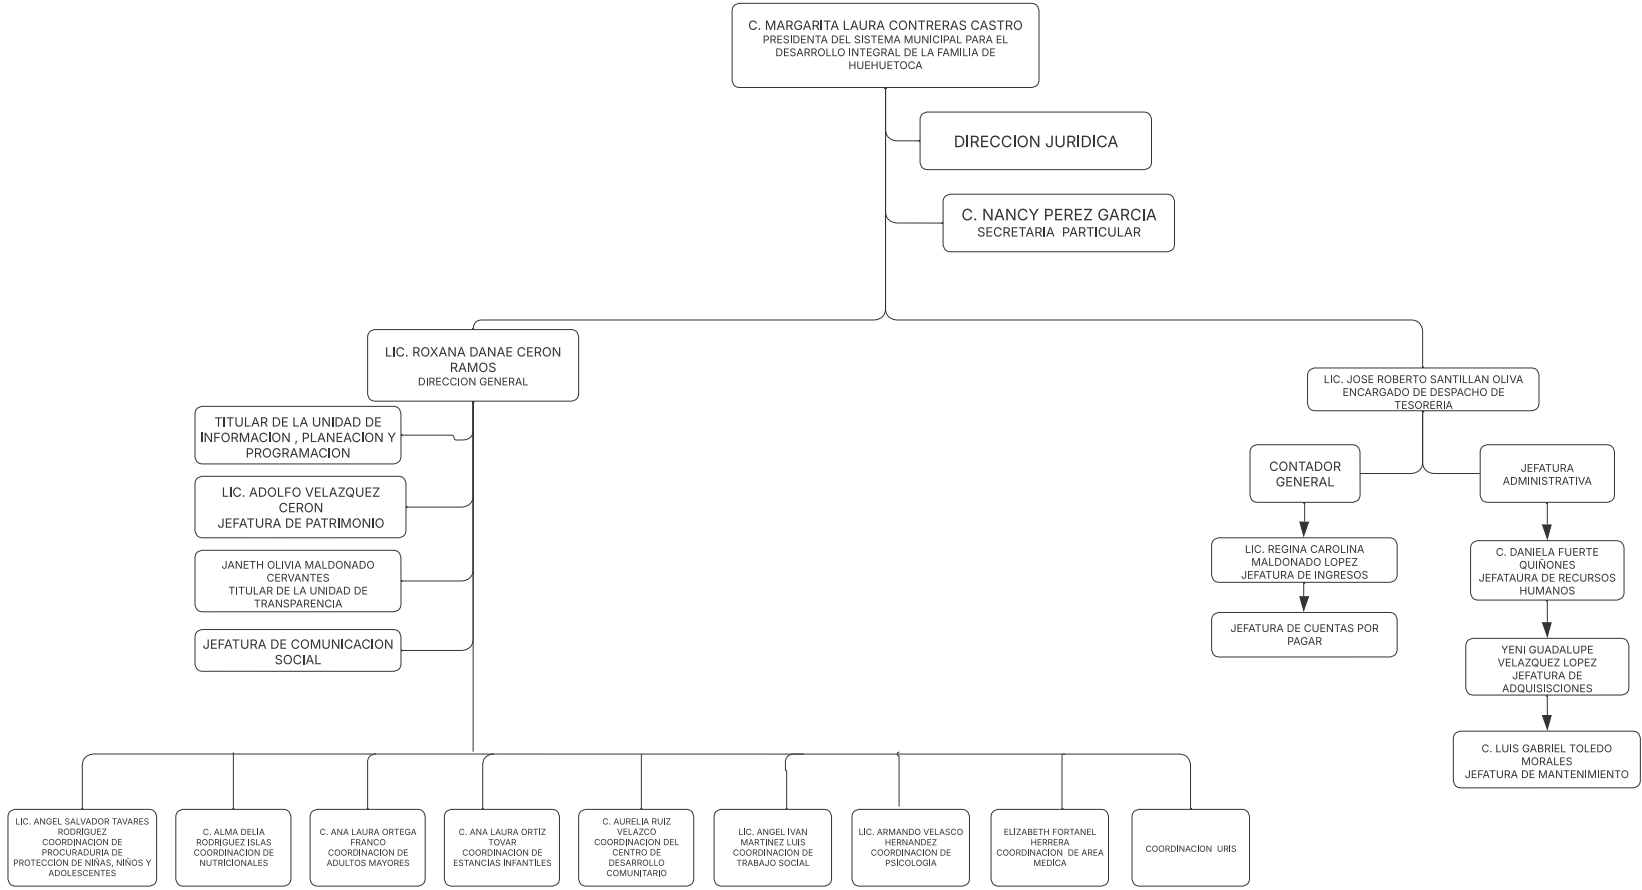 C. MARGARITA LAURA CONTRERAS CASTRO
PRESIDENTA DEL SISTEMA MUNICIPAL PARA EL
DESARROLLO INTEGRAL DE LA FAMILIA DE
HUEHUETOCA
DIRECCION JURIDICA
C. NANCY PEREZ GARCIA
SECRETARIA PARTICULAR
LIC. ROXANA DANAE CERON
RAMOS
DIRECCION GENERAL
TITULAR DE LA UNIDAD DE
INFORMACION , PLANEACION Y
PROGRAMACION
LIC. ADOLFO VELAZQUEZ
CERON
JEFATURA DE PATRIMONIO
JANETH OLIVIA MALDONADO
CERVANTES
TITULAR DE LA UNIDAD DE
TRANSPARENCIA
JEFATURA DE COMUNICACION
SOCIAL
LIC. JOSE ROBERTO SANTILLAN OLIVA
ENCARGADO DE DESPACHO DE
TESORERIA
CONTADOR
GENERAL
LIC. REGINA CAROLINA
MALDONADO LOPEZ
JEFATURA DE INGRESOS
JEFATURA DE CUENTAS POR
PAGAR
JEFATURA
ADMINISTRATIVA
C. DANIELA FUERTE
QUIÑONES
JEFATAURA DE RECURSOS
HUMANOS
YENI GUADALUPE
VELAZQUEZ LOPEZ
JEFATURA DE
ADQUISISCIONES
C. LUIS GABRIEL TOLEDO
MORALES
JEFATURA DE MANTENIMIENTO
LIC. ANGEL SALVADOR TAVARES
RODRIGUEZ
COORDINACION DE
PROCURADURIA DE
PROTECCION DE NIÑAS, NIÑOS Y
ADOLESCENTES
C. ALMA DELIA
RODRIGUEZ ISLAS
COORDINACION DE
NUTRICIONALES
C. ANA LAURA ORTEGA
FRANCO
COORDINACION DE
ADULTOS MAYORES
C. ANA LAURA ORTIZ
TOVAR
COORDINACION DE
ESTANCIAS INFANTILES
C. AURELIA RUIZ
VELAZCO
COORDINACION DEL
CENTRO DE
DESARROLLO
COMUNITARIO
LIC. ANGEL IVAN
MARTINEZ LUIS
COORDINACION DE
TRABAJO SOCIAL
LIC. ARMANDO VELASCO
HERNANDEZ
COORDINACION DE
PSICOLOGIA
ELIZABETH FORTANEL
HERRERA
COORDINACION DE AREA
MEDICA
COORDINACION URIS